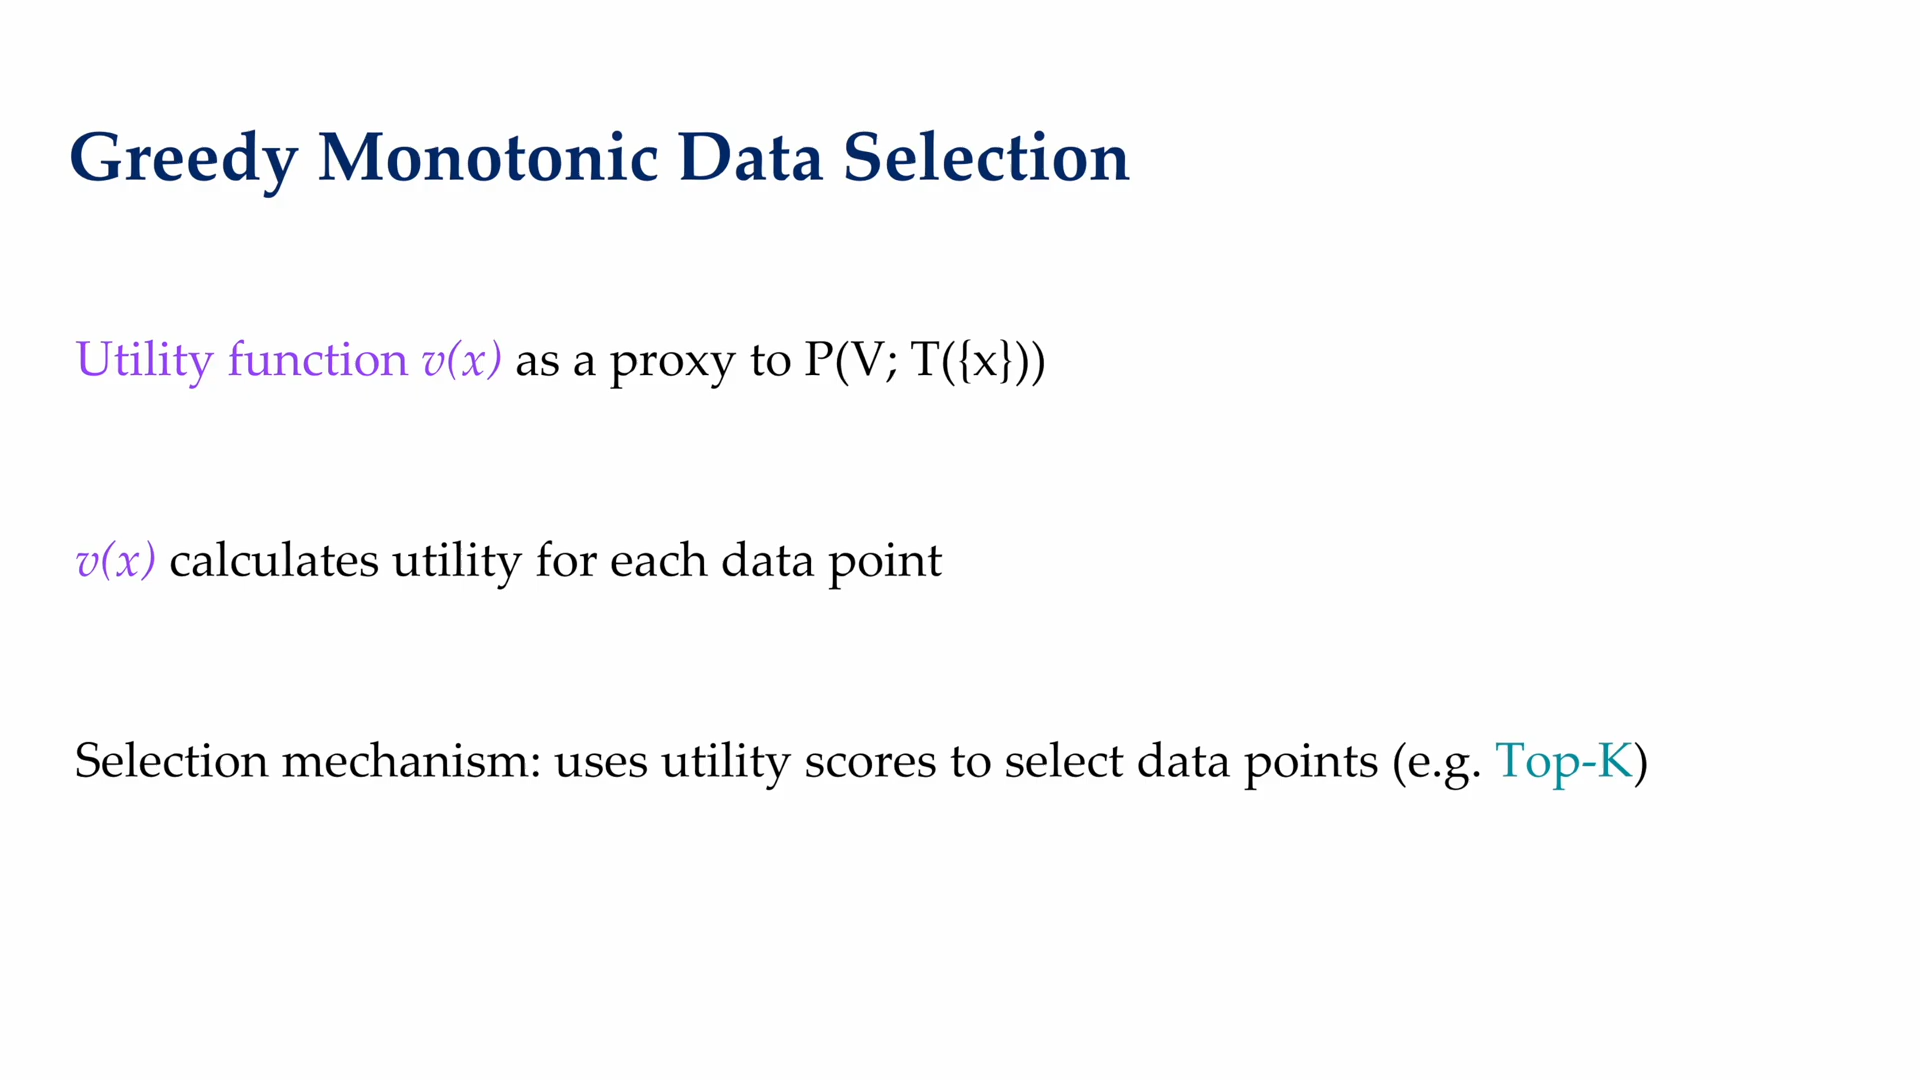 Greedy Monotonic Data Selection
Utility function v(x) as a proxy to P(V; T({x}))
v(x) calculates utility for each data point
Selection mechanism: uses utility scores to select data points (e.g. Top-K)